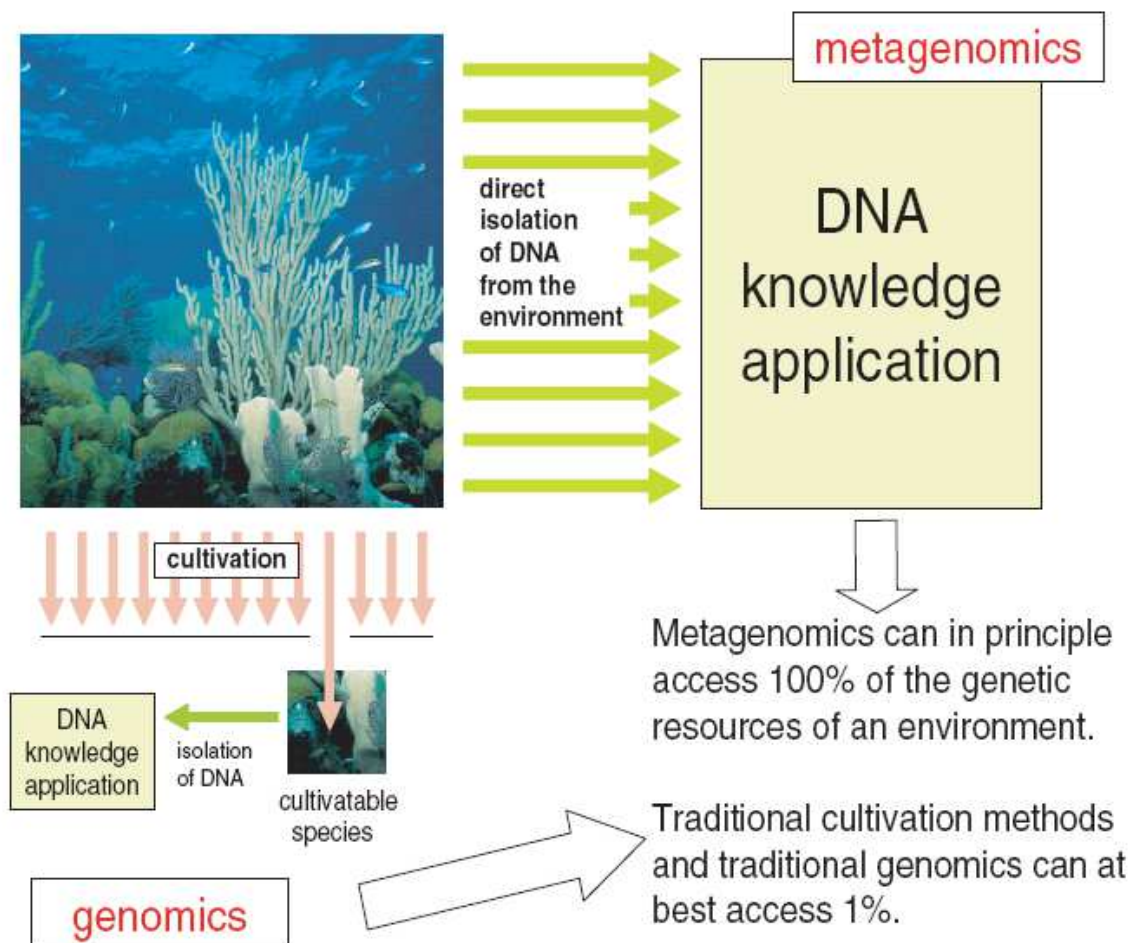 metagenomics
direct
isolation
of DNA
from the
environment
DNA
knowledge
application
cultivation
Metagenomics can in principle
access 100% of the genetic
resources of an environment.
DNA
knowledge
application
isolation
of DNA
cultivatable
species
Traditional cultivation methods
and traditional genomics can at
best access 1%.
genomics